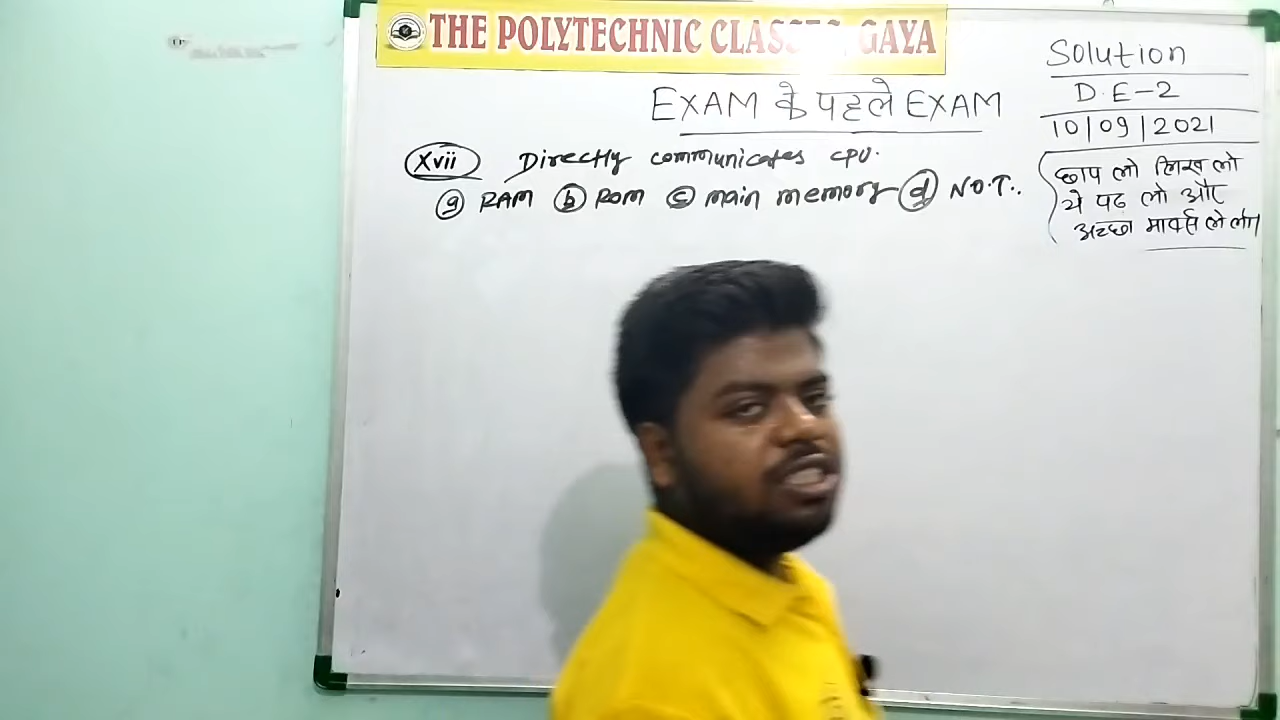 THE POLYTECHNIC CLASSES, GAYA
EXAM के पहले EXAM
Solution
D.E-2
10/09/2021
छाप लो लिख लो
ये पढ़ लो और
अच्छा मार्क्स ले लो।
(xvii) Directly communicates CPU.
(a) RAM (b) ROM (c) main memory (d) N.O.T.